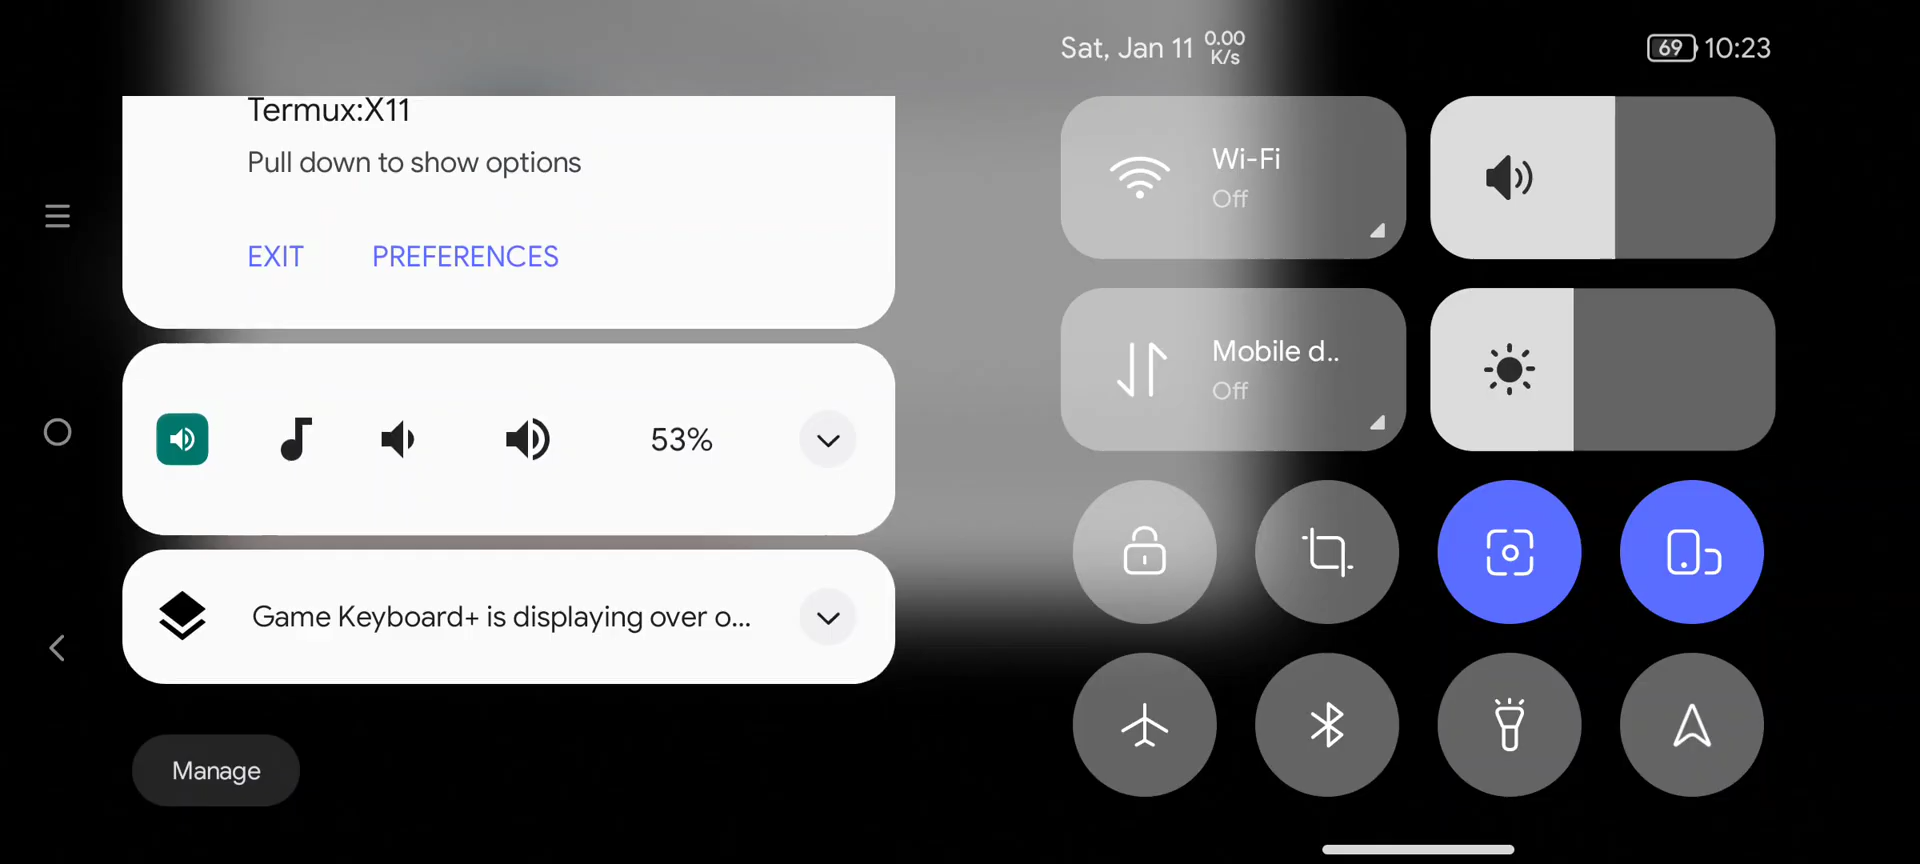 Sat, Jan 11 0.00 K/s
69 10:23
Termux:X11
Pull down to show options
EXIT PREFERENCES
53%
Game Keyboard+ is displaying over o...
Manage
Wi-Fi
Off
Mobile d..
Off